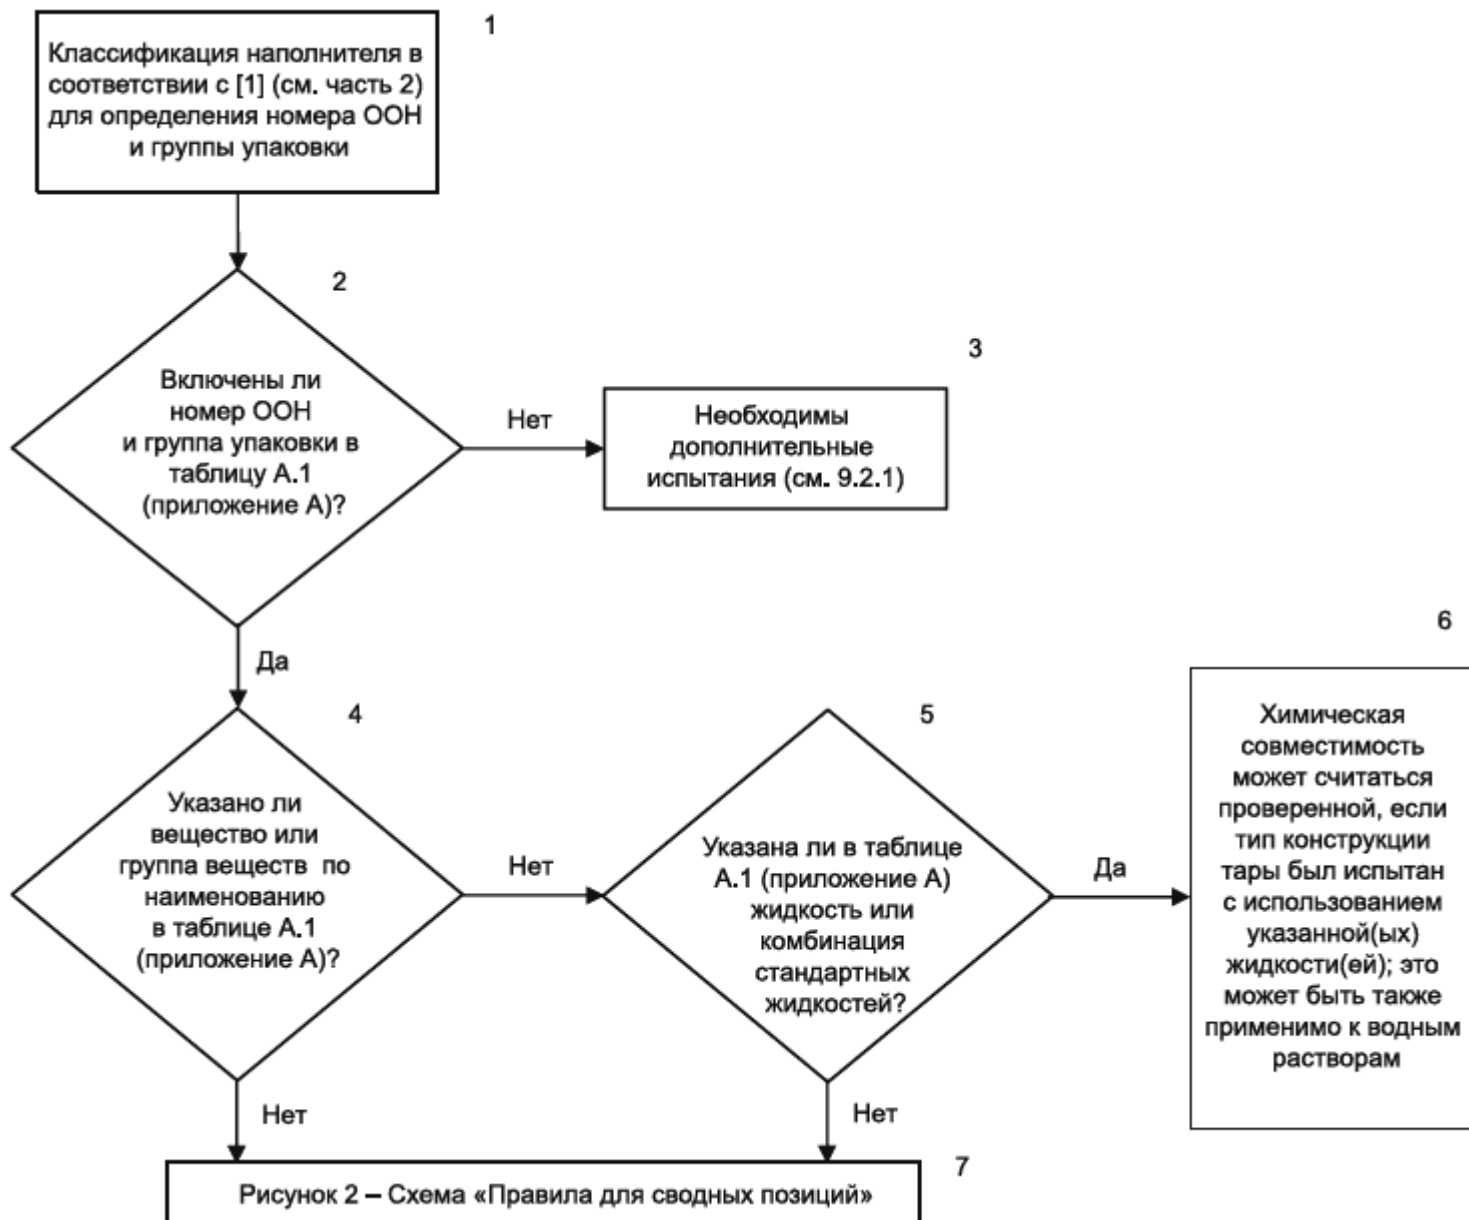 1
Классификация наполнителя в
соответствии с [1] (см. часть 2)
для определения номера ООН
и группы упаковки
2
Включены ли
номер ООН
и группа упаковки в
таблицу А.1
(приложение А)?
Нет
3
Необходимы
дополнительные
испытания (см. 9.2.1)
Да
4
Указано ли
вещество или
группа веществ по
наименованию
в таблице А.1
(приложение А)?
Нет
5
Указана ли в таблице
А.1 (приложение А)
жидкость или
комбинация
стандартных
жидкостей?
Да
6
Химическая
совместимость
может считаться
проверенной, если
тип конструкции
тары был испытан
с использованием
указанной(ых)
жидкости(ей); это
может быть также
применимо к водным
растворам
Нет
Нет
7
Рисунок 2 – Схема «Правила для сводных позиций»